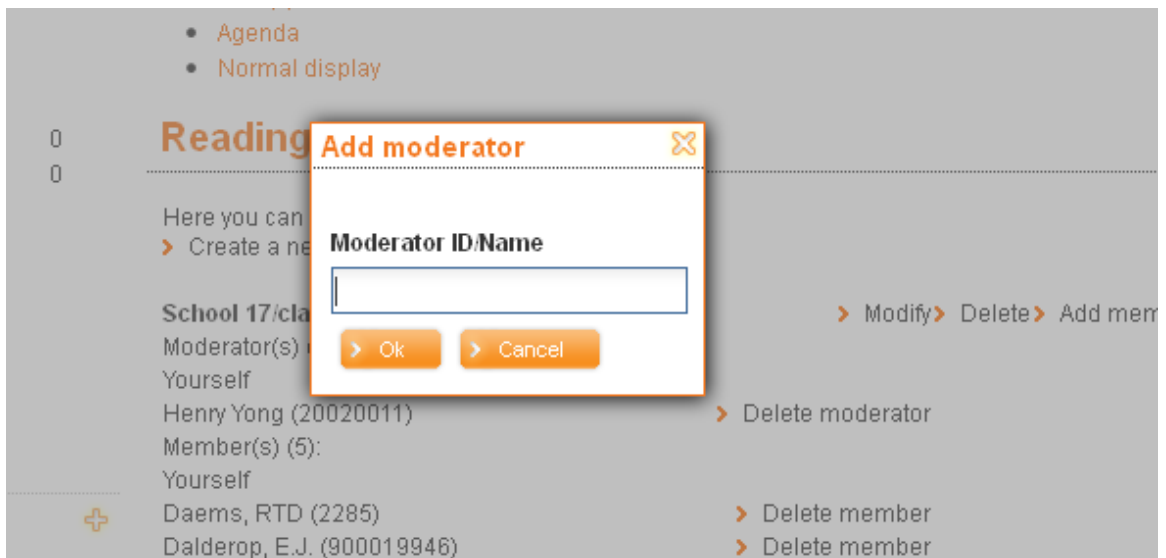 Agenda
Normal display
0
0
Reading
Add moderator
Here you can
Create a ne
Moderator ID/Name
School 17/cla
Modify Delete Add mem
Moderator(s)
Ok Cancel
Yourself
Henry Yong (20020011) Delete moderator
Member(s) (5):
Yourself
Daems, RTD (2285) Delete member
Dalderop, E.J. (900019946) Delete member